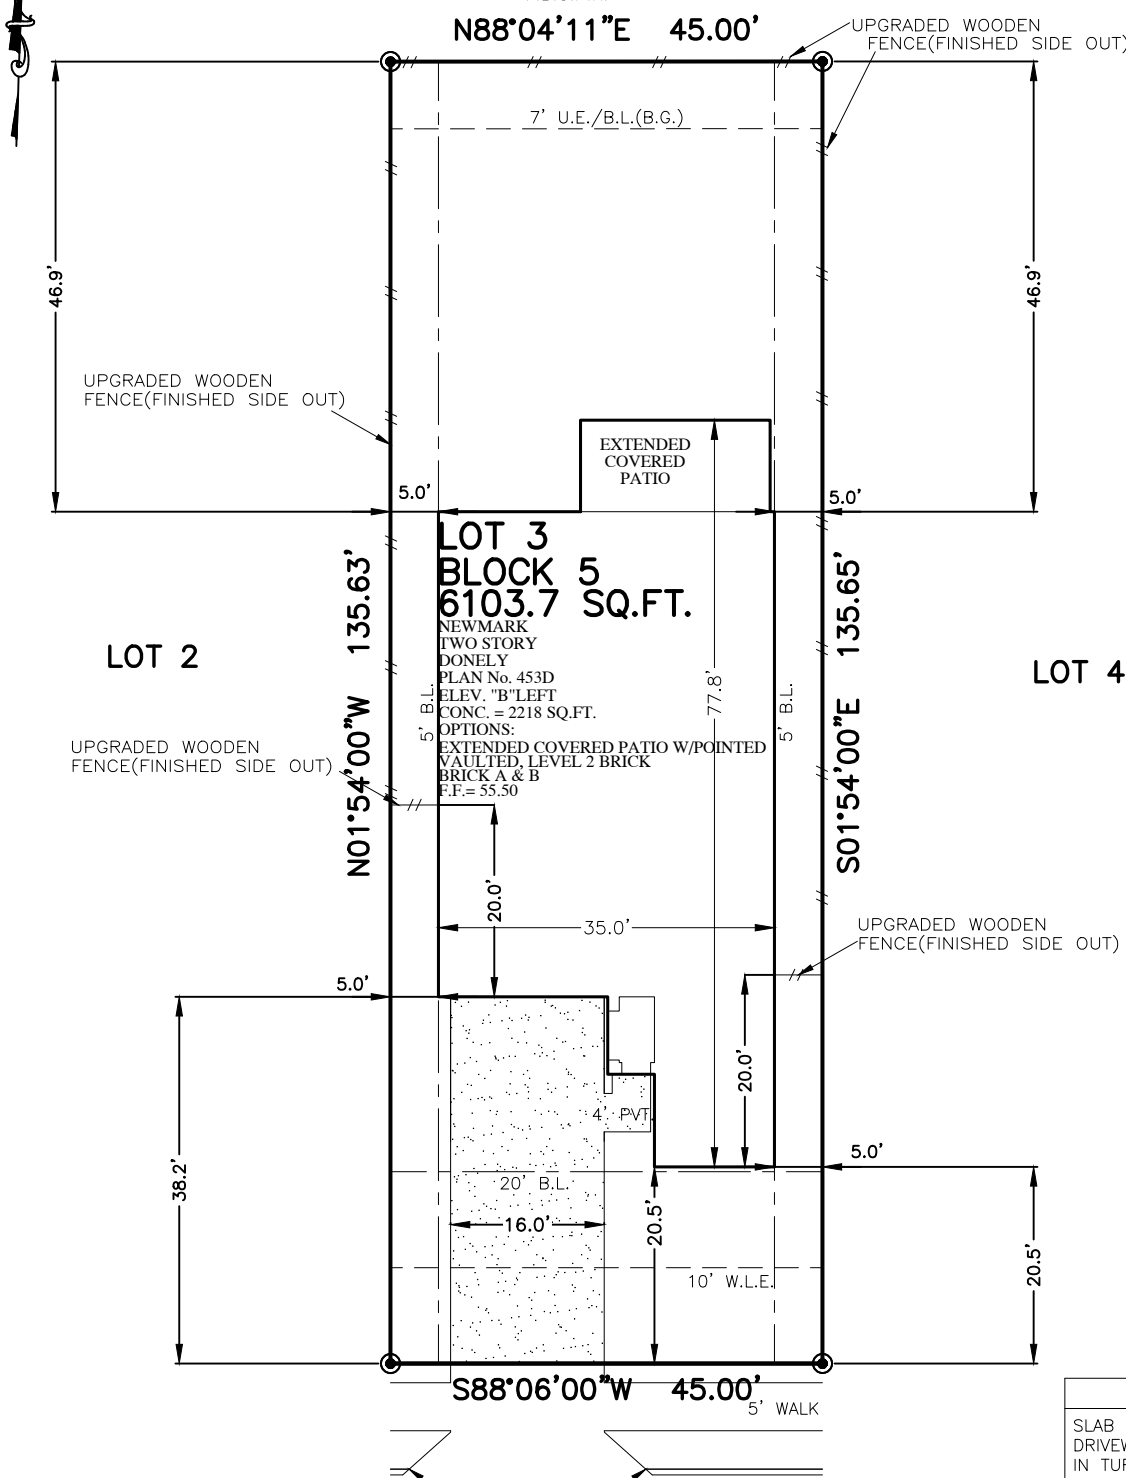 N88°04'11"E 45.00'
UPGRADED WOODEN
FENCE(FINISHED SIDE OUT)
7' U.E./B.L.(B.G.)
46.9'
46.9'
UPGRADED WOODEN
FENCE(FINISHED SIDE OUT)
EXTENDED
COVERED
PATIO
5.0'
5.0'
LOT 3
BLOCK 5
6103.7 SQ.FT.
NEWMARK
TWO STORY
DONELY
PLAN No. 453D
ELEV. "B"LEFT
CONC. = 2218 SQ.FT.
OPTIONS:
EXTENDED COVERED PATIO W/POINTED
VAULTED, LEVEL 2 BRICK
BRICK A & B
F.F.= 55.50
LOT 2
LOT 4
N01°54'00"W 135.63'
S01°54'00"E 135.65'
5' B.L.
5' B.L.
77.8'
UPGRADED WOODEN
FENCE(FINISHED SIDE OUT)
20.0'
35.0'
UPGRADED WOODEN
FENCE(FINISHED SIDE OUT)
5.0'
20.0'
4' PVT.
5.0'
38.2'
20' B.L.
16.0'
20.5'
20.5'
10' W.L.E.
S88°06'00"W 45.00'
5' WALK
SLAB